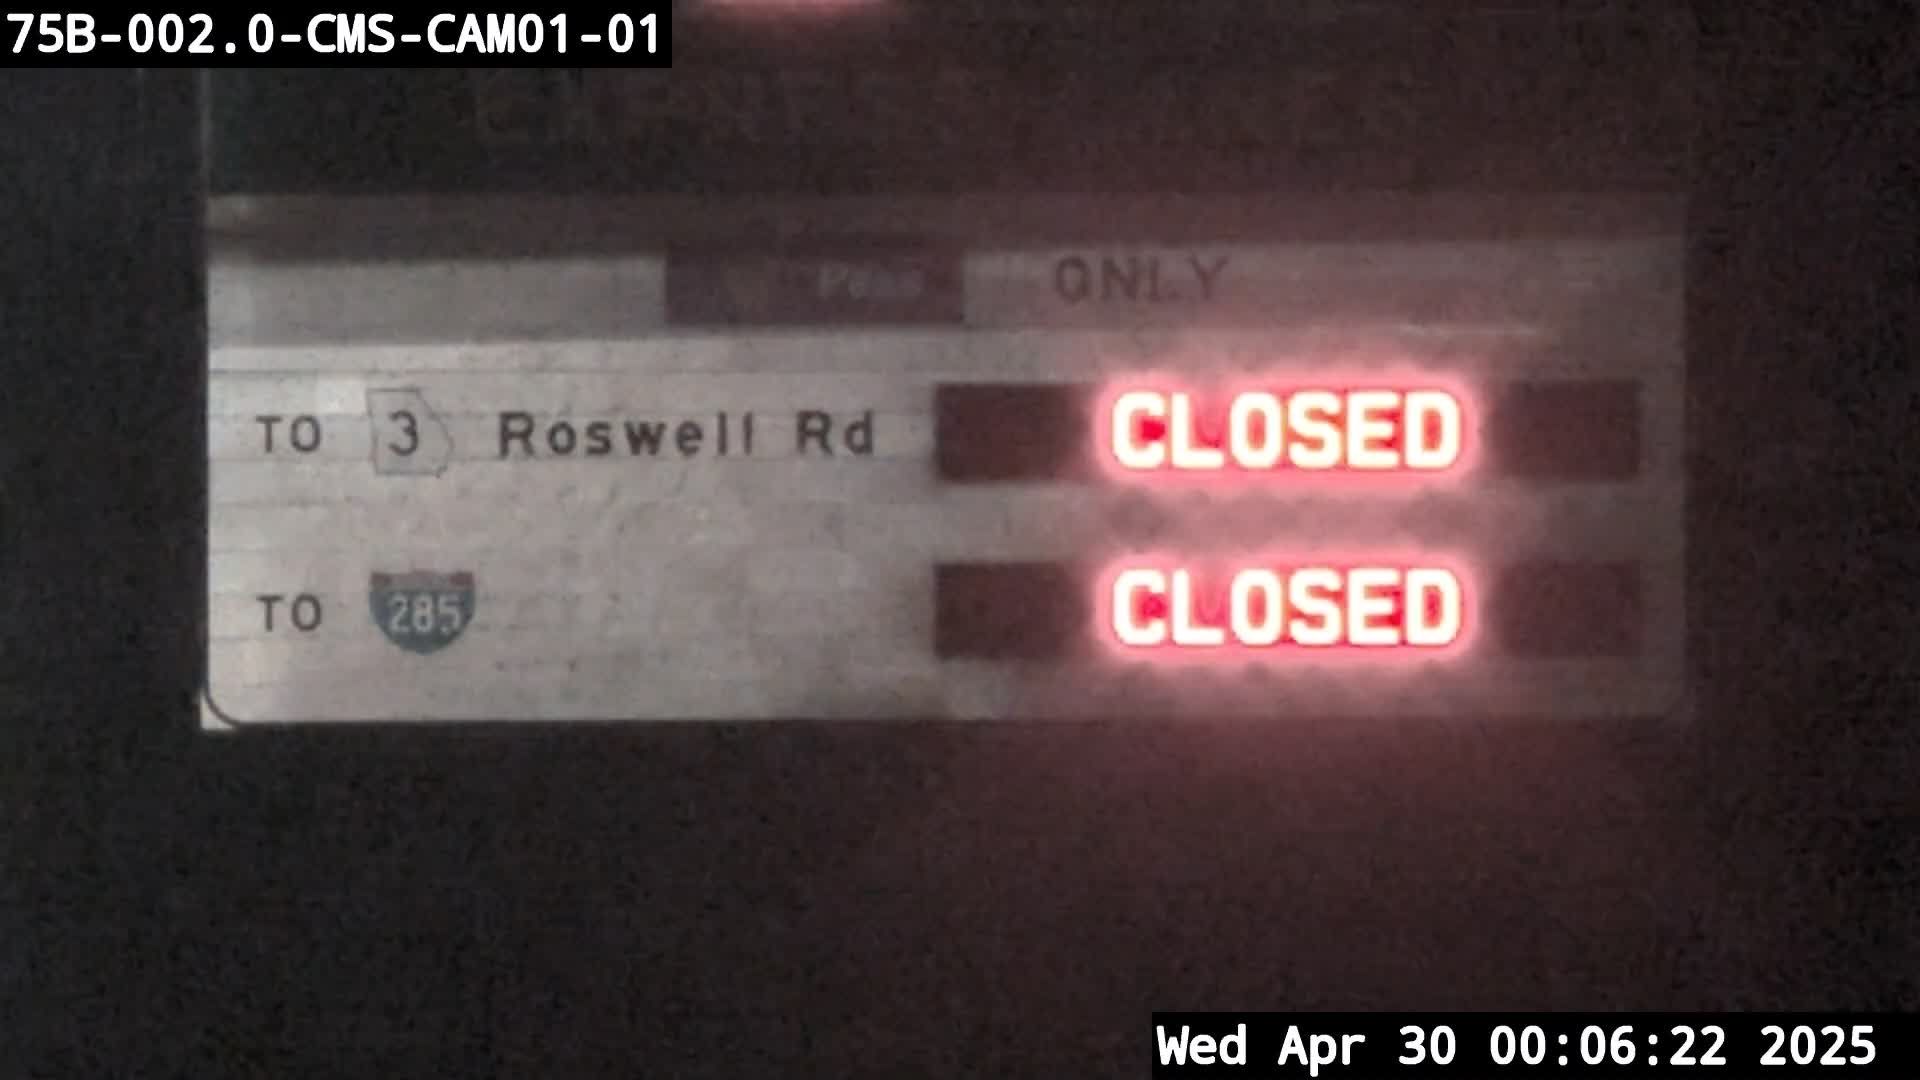 75B-002.0-CMS-CAM01-01
Pass ONLY
TO 3 Roswell Rd CLOSED
TO 285 CLOSED
Wed Apr 30 00:06:22 2025